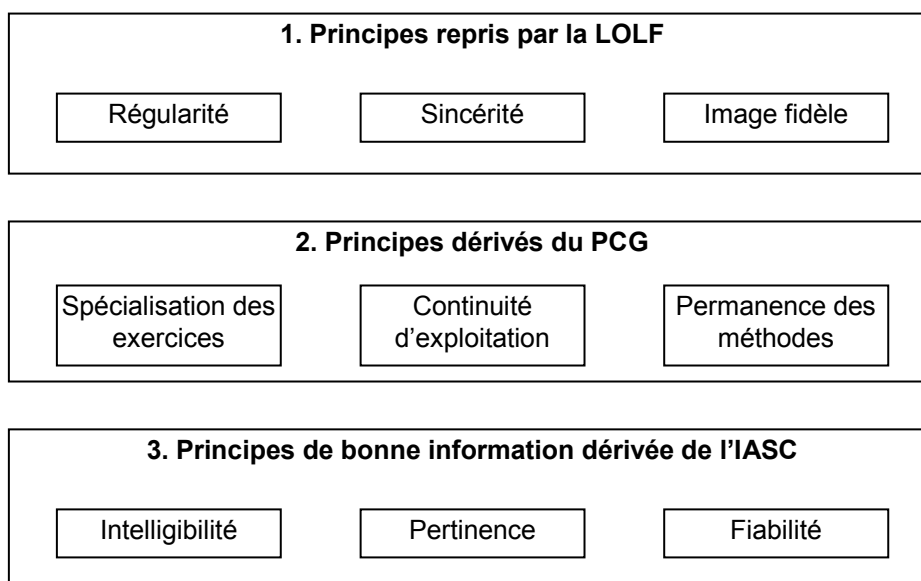 1. Principes repris par la LOLF
Régularité
Sincérité
Image fidèle
2. Principes dérivés du PCG
Spécialisation des
exercices
Continuité
d’exploitation
Permanence des
méthodes
3. Principes de bonne information dérivée de l’IASC
Intelligibilité
Pertinence
Fiabilité